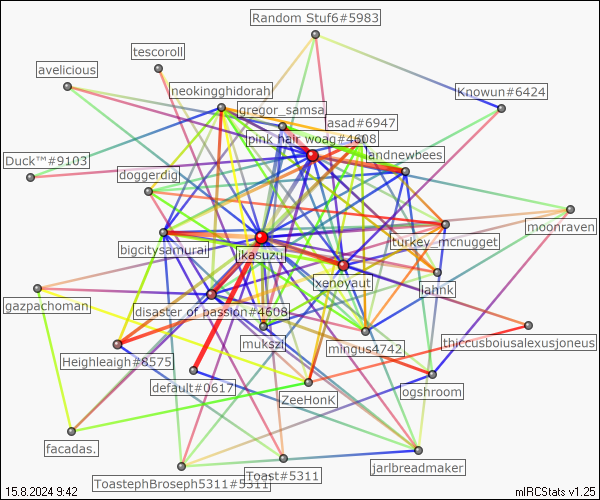 Random Stuf6#5983
tescoroll
avelicious
neokingghidorah
Knowun#6424
gregor_samsa
asad#6947
pink hair woag#4608
landnewbees
Duck™#9103
doggerdig
moonraven
turkey_mcnugget
bigcitysamurai
ikasuzu
xenoyaut
lahnk
gazpachoman
disaster of passion#4608
mukszi
mingus4742
thiccusboiusalexusjoneus
Heighleaigh#8575
default#0617
ZeeHonK
ogshroom
facadas.
jarlbreadmaker
Toast#5311
ToastephBroseph5311#5311
15.8.2024 9:42
mIRCStats v1.25